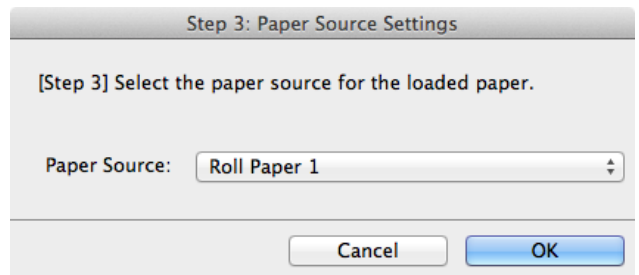 Step 3: Paper Source Settings
[Step 3] Select the paper source for the loaded paper.
Paper Source: Roll Paper 1
Cancel OK